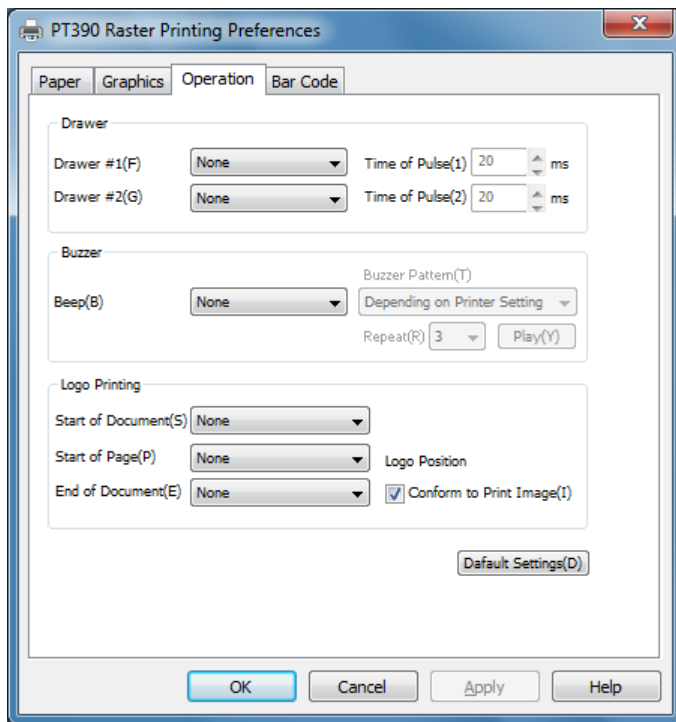 PT390 Raster Printing Preferences
Paper Graphics Operation Bar Code
Drawer
Drawer #1(F) None Time of Pulse(1) 20 ms
Drawer #2(G) None Time of Pulse(2) 20 ms
Buzzer
Buzzer Pattern(T)
Beep(B) None Depending on Printer Setting
Repeat(R) 3 Play(Y)
Logo Printing
Start of Document(S) None
Start of Page(P) None Logo Position
End of Document(E) None Conform to Print Image(I)
Dafault Settings(D)
OK Cancel Apply Help